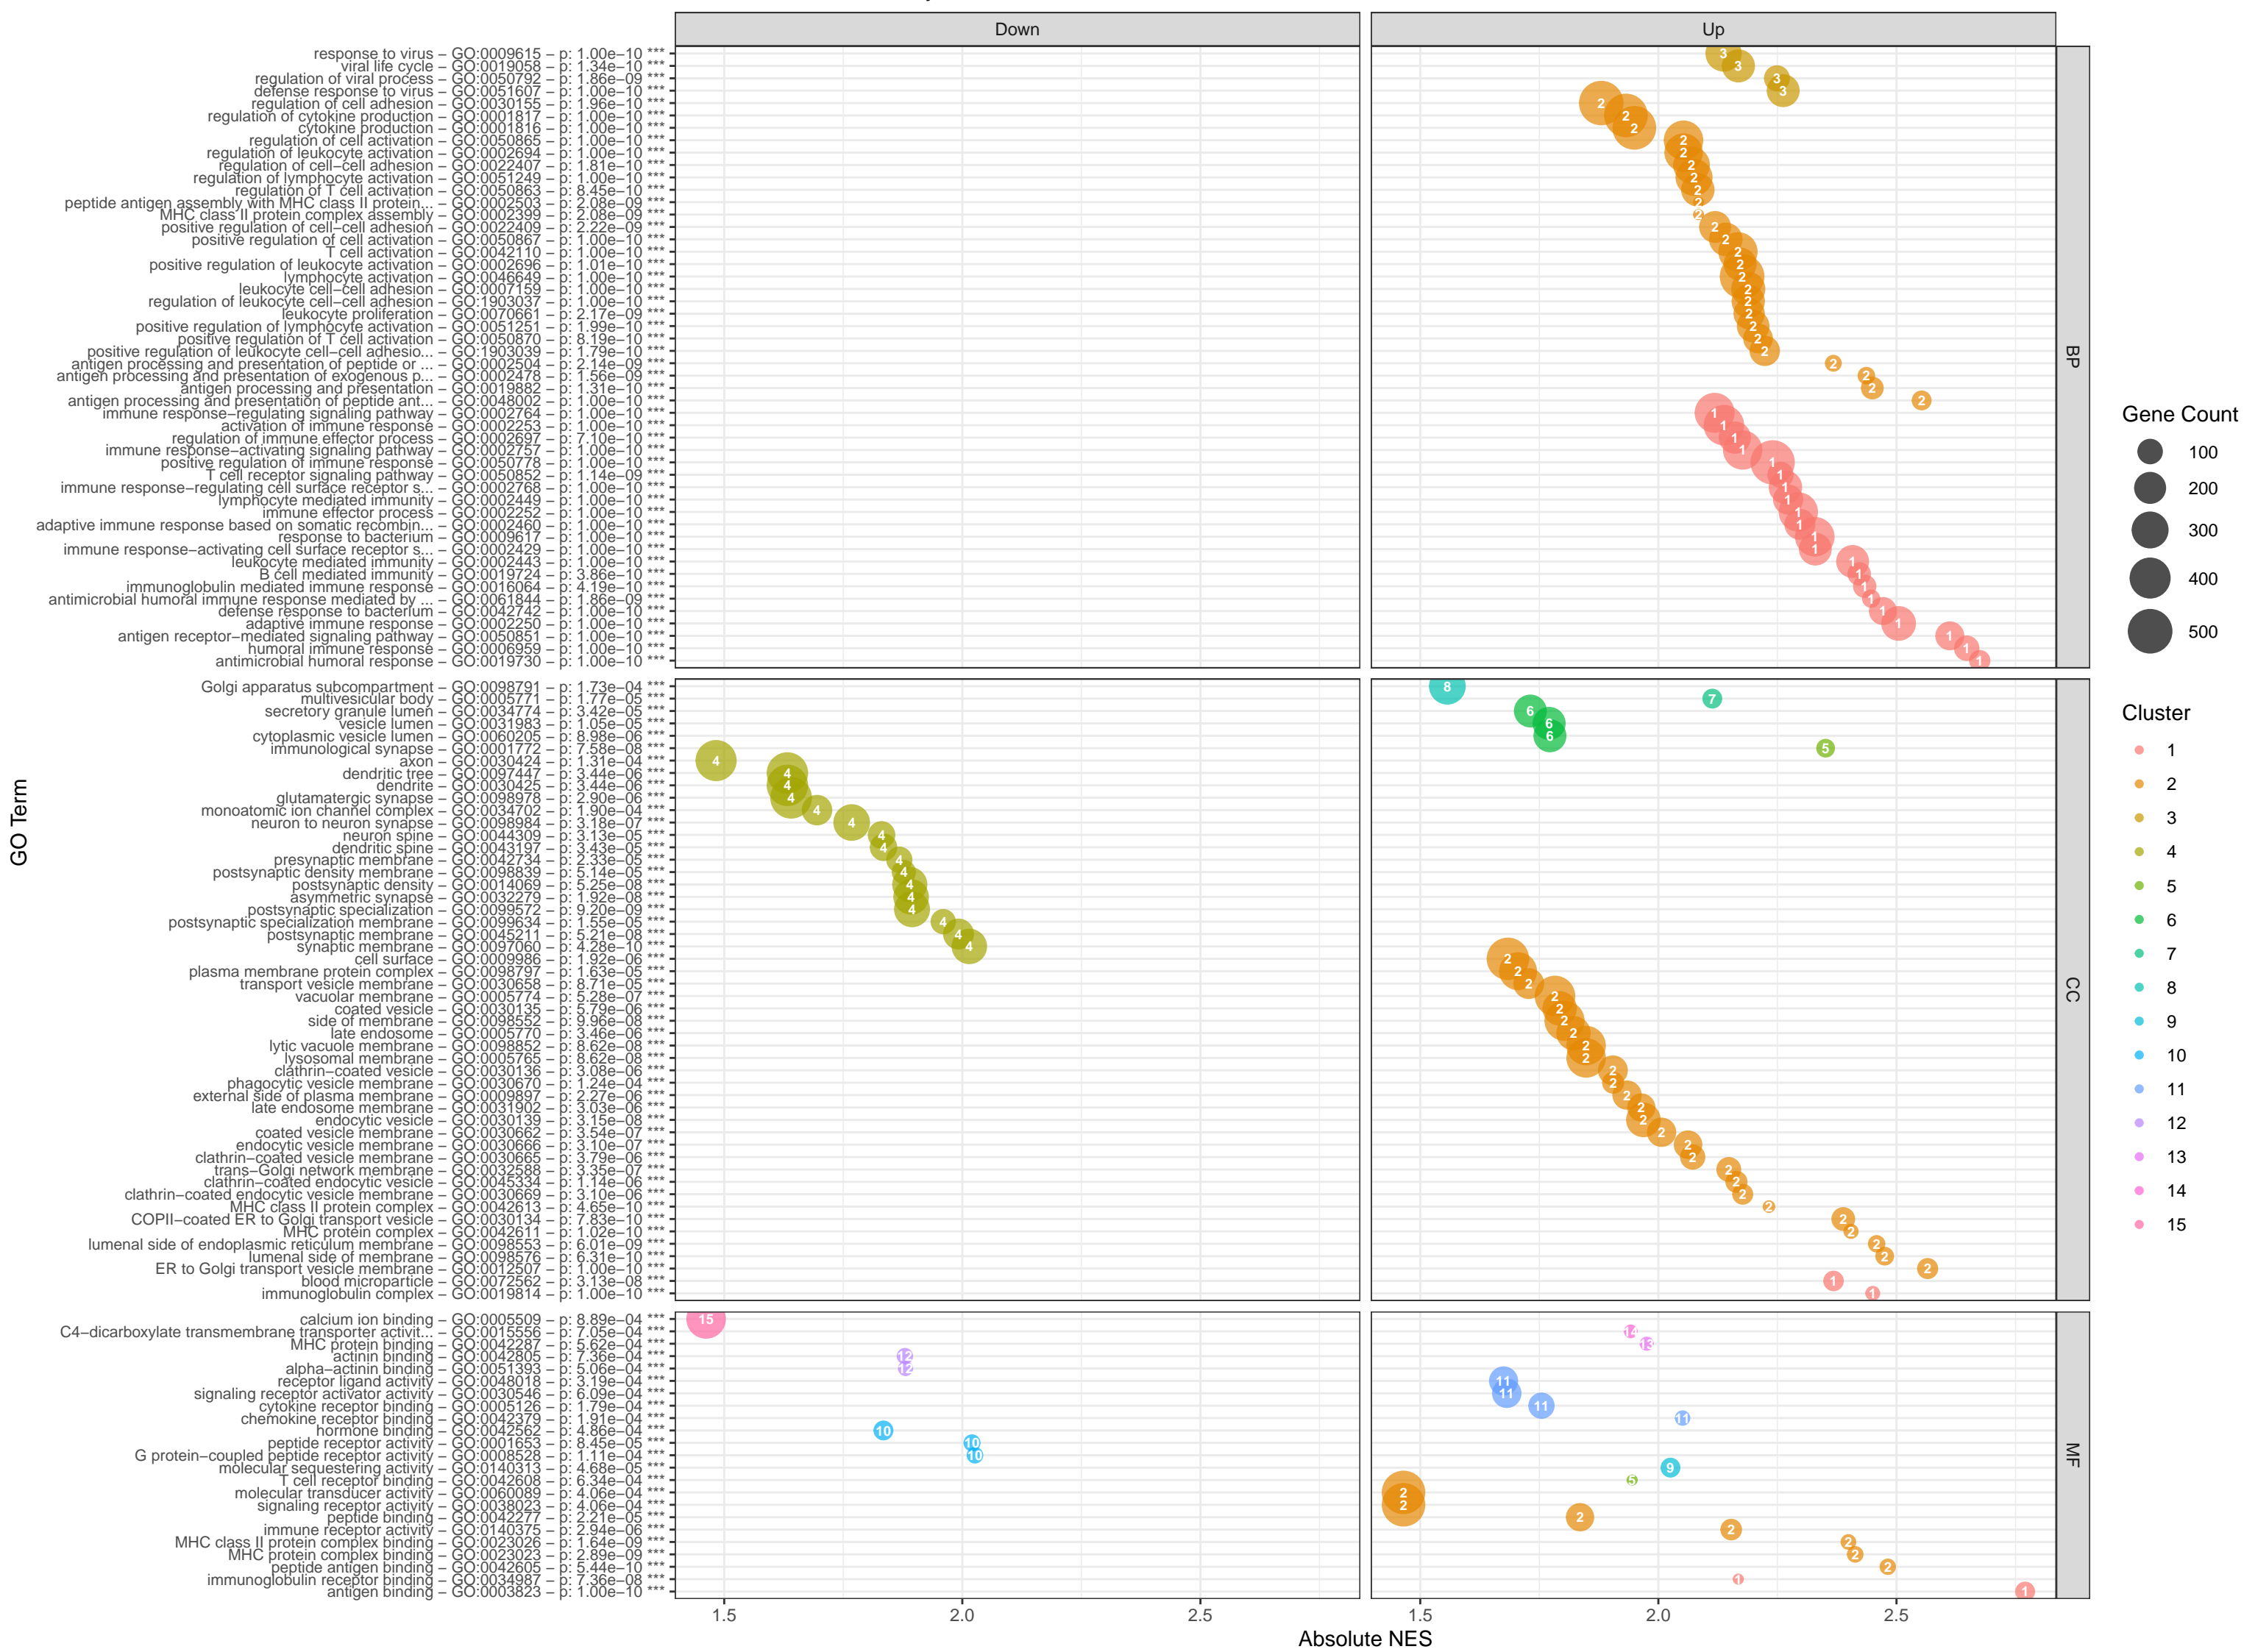 Down
Up
response to virus – GO:0009615 – p: 1.00e−10 ***
viral life cycle – GO:0019058 – p: 1.34e−10 ***
regulation of viral process – GO:0050792 – p: 1.86e−09 ***
defense response to virus – GO:0051607 – p: 1.00e−10 ***
regulation of cell adhesion – GO:0030155 – p: 1.96e−10 ***
regulation of cytokine production – GO:0001817 – p: 1.00e−10 ***
cytokine production – GO:0001816 – p: 1.00e−10 ***
regulation of cell activation – GO:0050865 – p: 1.00e−10 ***
regulation of leukocyte activation – GO:0002694 – p: 1.00e−10 ***
regulation of cell−cell adhesion – GO:0022407 – p: 1.81e−10 ***
regulation of lymphocyte activation – GO:0051249 – p: 1.00e−10 ***
regulation of T cell activation – GO:0050863 – p: 8.45e−10 ***
peptide antigen assembly with MHC class II protein... – GO:0002503 – p: 2.08e−09 ***
MHC class II protein complex assembly – GO:0002399 – p: 2.08e−09 ***
positive regulation of cell−cell adhesion – GO:0022409 – p: 2.22e−09 ***
positive regulation of cell activation – GO:0050867 – p: 1.00e−10 ***
T cell activation – GO:0042110 – p: 1.00e−10 ***
positive regulation of leukocyte activation – GO:0002696 – p: 1.01e−10 ***
lymphocyte activation – GO:0046649 – p: 1.00e−10 ***
leukocyte cell−cell adhesion – GO:0007159 – p: 1.00e−10 ***
regulation of leukocyte cell−cell adhesion – GO:1903037 – p: 1.00e−10 ***
leukocyte proliferation – GO:0070661 – p: 2.17e−09 ***
positive regulation of lymphocyte activation – GO:0051251 – p: 1.99e−10 ***
positive regulation of T cell activation – GO:0050870 – p: 8.19e−10 ***
positive regulation of leukocyte cell−cell adhesio... – GO:1903039 – p: 1.79e−10 ***
antigen processing and presentation of peptide or ... – GO:0002504 – p: 2.14e−09 ***
antigen processing and presentation of exogenous p... – GO:0002478 – p: 1.56e−09 ***
antigen processing and presentation – GO:0019882 – p: 1.31e−10 ***
antigen processing and presentation of peptide ant... – GO:0048002 – p: 1.00e−10 ***
immune response−regulating signaling pathway – GO:0002764 – p: 1.00e−10 ***
activation of immune response – GO:0002253 – p: 1.00e−10 ***
regulation of immune effector process – GO:0002697 – p: 7.10e−10 ***
immune response−activating signaling pathway – GO:0002757 – p: 1.00e−10 ***
positive regulation of immune response – GO:0050778 – p: 1.00e−10 ***
T cell receptor signaling pathway – GO:0050852 – p: 1.14e−09 ***
immune response−regulating cell surface receptor s... – GO:0002768 – p: 1.00e−10 ***
lymphocyte mediated immunity – GO:0002449 – p: 1.00e−10 ***
immune effector process – GO:0002252 – p: 1.00e−10 ***
adaptive immune response based on somatic recombin... – GO:0002460 – p: 1.00e−10 ***
response to bacterium – GO:0009617 – p: 1.00e−10 ***
immune response−activating cell surface receptor s... – GO:0002429 – p: 1.00e−10 ***
leukocyte mediated immunity – GO:0002443 – p: 1.00e−10 ***
B cell mediated immunity – GO:0019724 – p: 3.86e−10 ***
immunoglobulin mediated immune response – GO:0016064 – p: 4.19e−10 ***
antimicrobial humoral immune response mediated by ... – GO:0061844 – p: 1.86e−09 ***
defense response to bacterium – GO:0042742 – p: 1.00e−10 ***
adaptive immune response – GO:0002250 – p: 1.00e−10 ***
antigen receptor−mediated signaling pathway – GO:0050851 – p: 1.00e−10 ***
humoral immune response – GO:0006959 – p: 1.00e−10 ***
antimicrobial humoral response – GO:0019730 – p: 1.00e−10 ***
BP
Golgi apparatus subcompartment – GO:0098791 – p: 1.73e−04 ***
multivesicular body – GO:0005771 – p: 1.77e−05 ***
secretory granule lumen – GO:0034774 – p: 3.42e−05 ***
vesicle lumen – GO:0031983 – p: 1.05e−05 ***
cytoplasmic vesicle lumen – GO:0060205 – p: 8.98e−06 ***
immunological synapse – GO:0001772 – p: 7.58e−08 ***
axon – GO:0030424 – p: 1.31e−04 ***
dendritic tree – GO:0097447 – p: 3.44e−06 ***
dendrite – GO:0030425 – p: 3.44e−06 ***
glutamatergic synapse – GO:0098978 – p: 2.90e−06 ***
monoatomic ion channel complex – GO:0034702 – p: 1.90e−04 ***
neuron to neuron synapse – GO:0098984 – p: 3.18e−07 ***
neuron spine – GO:0044309 – p: 3.13e−05 ***
dendritic spine – GO:0043197 – p: 3.43e−05 ***
presynaptic membrane – GO:0042734 – p: 2.33e−05 ***
postsynaptic density membrane – GO:0098839 – p: 5.14e−05 ***
postsynaptic density – GO:0014069 – p: 5.25e−08 ***
asymmetric synapse – GO:0032279 – p: 1.92e−08 ***
postsynaptic specialization – GO:0099572 – p: 9.20e−09 ***
postsynaptic specialization membrane – GO:0099634 – p: 1.55e−05 ***
postsynaptic membrane – GO:0045211 – p: 5.21e−08 ***
synaptic membrane – GO:0097060 – p: 4.28e−10 ***
cell surface – GO:0009986 – p: 1.92e−06 ***
plasma membrane protein complex – GO:0098797 – p: 1.63e−05 ***
transport vesicle membrane – GO:0030658 – p: 8.71e−05 ***
vacuolar membrane – GO:0005774 – p: 5.28e−07 ***
coated vesicle – GO:0030135 – p: 5.79e−06 ***
side of membrane – GO:0098552 – p: 9.96e−08 ***
late endosome – GO:0005770 – p: 3.46e−06 ***
lytic vacuole membrane – GO:0098852 – p: 8.62e−08 ***
lysosomal membrane – GO:0005765 – p: 8.62e−08 ***
clathrin−coated vesicle – GO:0030136 – p: 3.08e−06 ***
phagocytic vesicle membrane – GO:0030670 – p: 1.24e−04 ***
external side of plasma membrane – GO:0009897 – p: 2.27e−06 ***
late endosome membrane – GO:0031902 – p: 3.03e−06 ***
endocytic vesicle – GO:0030139 – p: 3.15e−08 ***
coated vesicle membrane – GO:0030662 – p: 3.54e−07 ***
endocytic vesicle membrane – GO:0030666 – p: 3.10e−07 ***
clathrin−coated vesicle membrane – GO:0030665 – p: 3.79e−06 ***
trans−Golgi network membrane – GO:0032588 – p: 3.35e−07 ***
clathrin−coated endocytic vesicle – GO:0045334 – p: 1.14e−06 ***
clathrin−coated endocytic vesicle membrane – GO:0030669 – p: 3.10e−06 ***
MHC class II protein complex – GO:0042613 – p: 4.65e−10 ***
COPII−coated ER to Golgi transport vesicle – GO:0030134 – p: 7.83e−10 ***
MHC protein complex – GO:0042611 – p: 1.02e−10 ***
lumenal side of endoplasmic reticulum membrane – GO:0098553 – p: 6.01e−09 ***
lumenal side of membrane – GO:0098576 – p: 6.31e−10 ***
ER to Golgi transport vesicle membrane – GO:0012507 – p: 1.00e−10 ***
blood microparticle – GO:0072562 – p: 3.13e−08 ***
immunoglobulin complex – GO:0019814 – p: 1.00e−10 ***
CC
calcium ion binding – GO:0005509 – p: 8.89e−04 ***
C4−dicarboxylate transmembrane transporter activit... – GO:0015556 – p: 7.05e−04 ***
MHC protein binding – GO:0042287 – p: 5.62e−04 ***
actinin binding – GO:0042805 – p: 7.36e−04 ***
alpha−actinin binding – GO:0051393 – p: 5.06e−04 ***
receptor ligand activity – GO:0048018 – p: 3.19e−04 ***
signaling receptor activator activity – GO:0030546 – p: 6.09e−04 ***
cytokine receptor binding – GO:0005126 – p: 1.79e−04 ***
chemokine receptor binding – GO:0042379 – p: 1.91e−04 ***
hormone binding – GO:0042562 – p: 4.86e−04 ***
peptide receptor activity – GO:0001653 – p: 8.45e−05 ***
G protein−coupled peptide receptor activity – GO:0008528 – p: 1.11e−04 ***
molecular sequestering activity – GO:0140313 – p: 4.68e−05 ***
T cell receptor binding – GO:0042608 – p: 6.34e−04 ***
molecular transducer activity – GO:0060089 – p: 4.06e−04 ***
signaling receptor activity – GO:0038023 – p: 4.06e−04 ***
peptide binding – GO:0042277 – p: 2.21e−05 ***
immune receptor activity – GO:0140375 – p: 2.94e−06 ***
MHC class II protein complex binding – GO:0023026 – p: 1.64e−09 ***
MHC protein complex binding – GO:0023023 – p: 2.89e−09 ***
peptide antigen binding – GO:0042605 – p: 5.44e−10 ***
immunoglobulin receptor binding – GO:0034987 – p: 7.36e−08 ***
antigen binding – GO:0003823 – p: 1.00e−10 ***
MF
1.5 2.0 2.5
1.5 2.0 2.5
Absolute NES
GO Term
Gene Count
100
200
300
400
500
Cluster
1
2
3
4
5
6
7
8
9
10
11
12
13
14
15